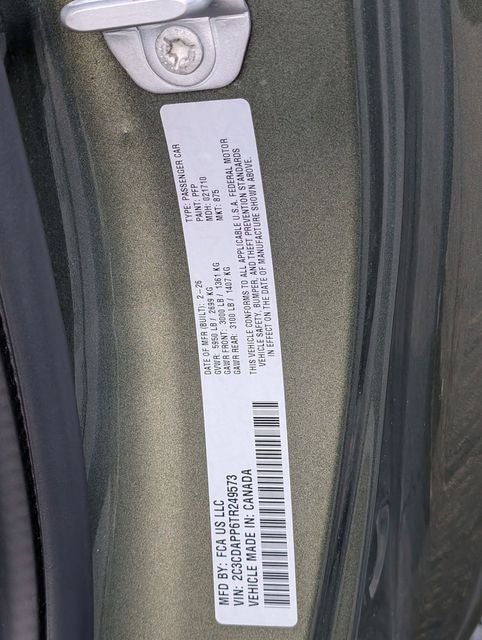 MFD BY: FCA US LLC
VIN: 2C3CDAPP6TR249573
VEHICLE MADE IN: CANADA
DATE OF MFR (BUILT): 2-26
GVWR: 5950 LB / 2699 KG
GAWR FRONT: 3000 LB / 1361 KG
GAWR REAR: 3100 LB / 1407 KG
TYPE: PASSENGER CAR
PAINT: PFP
MDH: 021710
MKT: 875
THIS VEHICLE CONFORMS TO ALL APPLICABLE U.S.A. FEDERAL MOTOR
VEHICLE SAFETY, BUMPER, AND THEFT PREVENTION STANDARDS
IN EFFECT ON THE DATE OF MANUFACTURE SHOWN ABOVE.